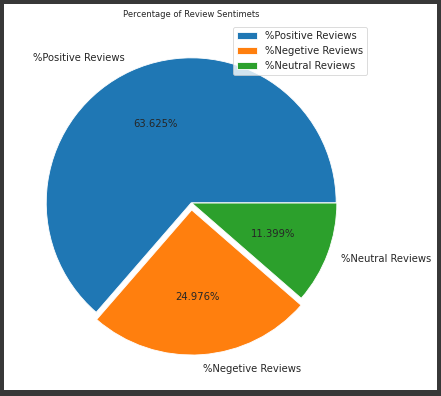 Percentage of Review Sentimets
%Positive Reviews
%Negetive Reviews
%Neutral Reviews
%Positive Reviews
63.625%
11.399%
%Neutral Reviews
24.976%
%Negetive Reviews